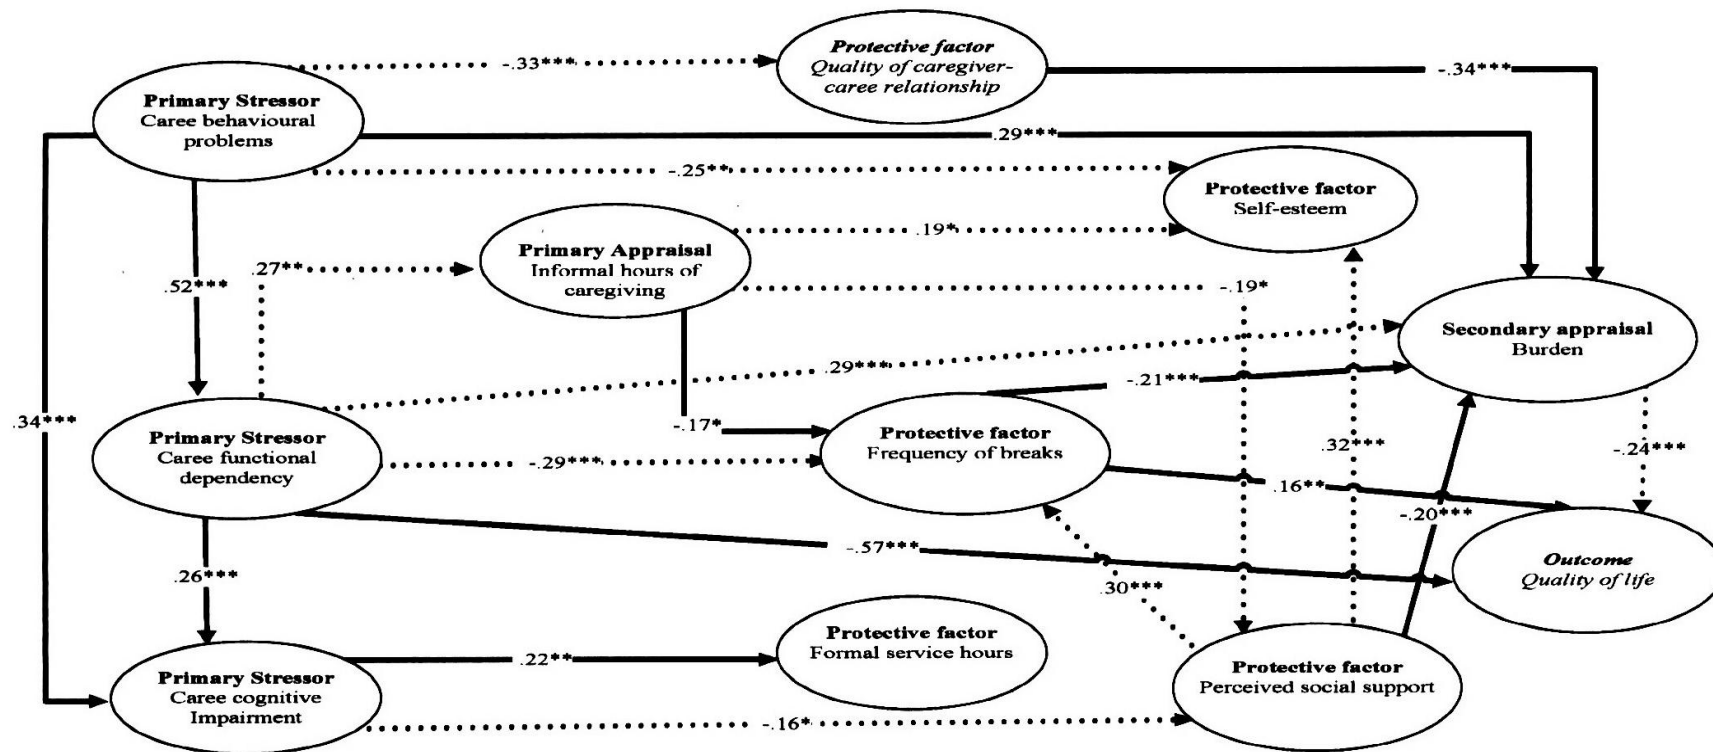 Protective factor
Quality of caregiver-
caree relationship
-.33***
-.34***
Primary Stressor
Caree behavioural
problems
.29***
-.25**
Protective factor
Self-esteem
.19*
Primary Appraisal
Informal hours of
caregiving
.27**
.52***
-.19*
Secondary appraisal
Burden
.29***
-.21***
.34***
-.17*
Primary Stressor
Caree functional
dependency
Protective factor
Frequency of breaks
.32***
-.24***
-.29***
.16**
-.20***
-.57***
Outcome
Quality of life
.26***
.30***
Protective factor
Formal service hours
.22**
Primary Stressor
Caree cognitive
Impairment
Protective factor
Perceived social support
-.16*